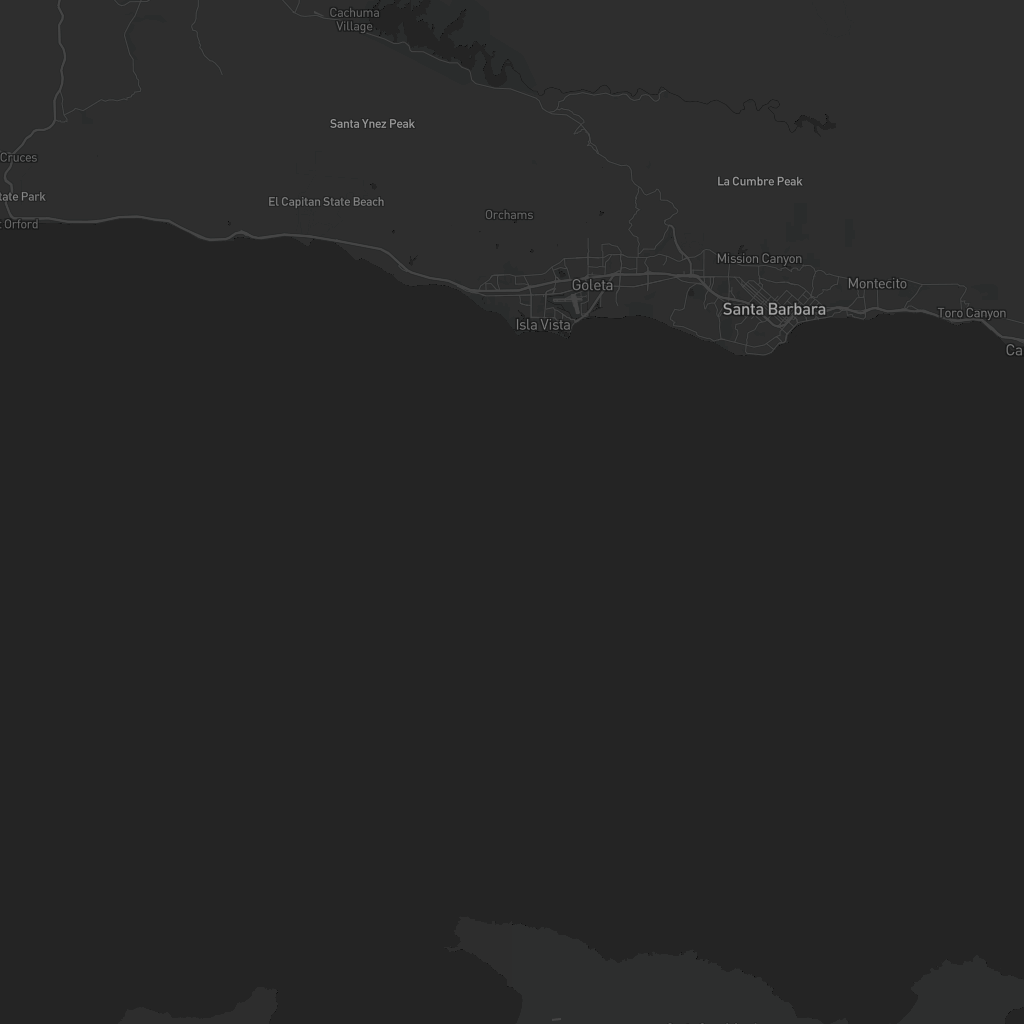 Cachuma
Village
Santa Ynez Peak
Cruces
La Cumbre Peak
tate Park
El Capitan State Beach
Orchams
t Orford
Mission Canyon
Goleta
Montecito
Santa Barbara
Toro Canyon
Isla Vista
Ca